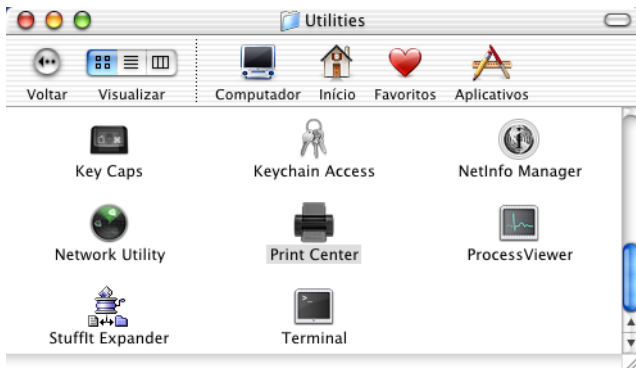 Utilities
Voltar Visualizar Computador Início Favoritos Aplicativos
Key Caps Keychain Access NetInfo Manager
Network Utility Print Center ProcessViewer
StuffIt Expander Terminal